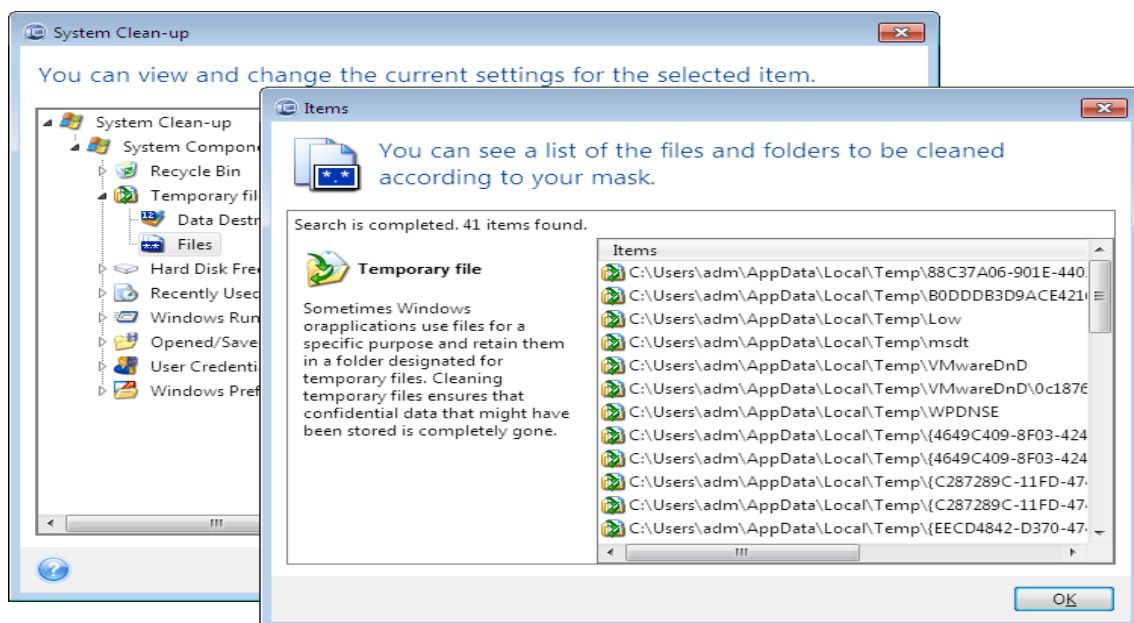 System Clean-up
You can view and change the current settings for the selected item.
System Clean-up
System Compone
Recycle Bin
Temporary fil
Data Destr
Files
Hard Disk Fre
Recently Used
Windows Run
Opened/Save
User Credenti
Windows Pref
Items
You can see a list of the files and folders to be cleaned
according to your mask.
*.*
Search is completed. 41 items found.
Temporary file
Sometimes Windows
orapplications use files for a
specific purpose and retain them
in a folder designated for
temporary files. Cleaning
temporary files ensures that
confidential data that might have
been stored is completely gone.
Items
C:\Users\adm\AppData\Local\Temp\88C37A06-901E-440
C:\Users\adm\AppData\Local\Temp\B0DDDB3D9ACE421
C:\Users\adm\AppData\Local\Temp\Low
C:\Users\adm\AppData\Local\Temp\msdt
C:\Users\adm\AppData\Local\Temp\VMwareDnD
C:\Users\adm\AppData\Local\Temp\VMwareDnD\0c1876
C:\Users\adm\AppData\Local\Temp\WPDNSE
C:\Users\adm\AppData\Local\Temp\{4649C409-8F03-424
C:\Users\adm\AppData\Local\Temp\{4649C409-8F03-424
C:\Users\adm\AppData\Local\Temp\{C287289C-11FD-47
C:\Users\adm\AppData\Local\Temp\{C287289C-11FD-47
C:\Users\adm\AppData\Local\Temp\{EECD4842-D370-47
OK